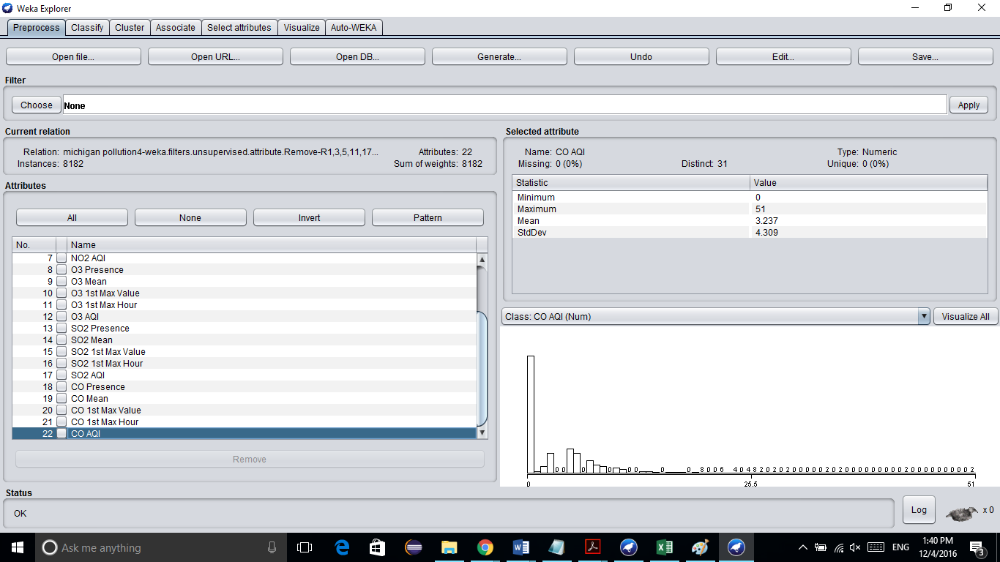 Weka Explorer
Preprocess Classify Cluster Associate Select attributes Visualize Auto-WEKA
Open file... Open URL... Open DB... Generate... Undo Edit... Save...
Filter
Choose None Apply
Current relation
Relation: michigan pollution4-weka.filters.unsupervised.attribute.Remove-R1,3,5,11,17... Attributes: 22
Instances: 8182 Sum of weights: 8182
Attributes
All None Invert Pattern
No. Name
7 NO2 AQI
8 O3 Presence
9 O3 Mean
10 O3 1st Max Value
11 O3 1st Max Hour
12 O3 AQI
13 SO2 Presence
14 SO2 Mean
15 SO2 1st Max Value
16 SO2 1st Max Hour
17 SO2 AQI
18 CO Presence
19 CO Mean
20 CO 1st Max Value
21 CO 1st Max Hour
22 CO AQI
Remove
Selected attribute
Name: CO AQI Type: Numeric
Missing: 0 (0%) Distinct: 31 Unique: 0 (0%)
Statistic Value
Minimum 0
Maximum 51
Mean 3.237
StdDev 4.309
Class: CO AQI (Num) Visualize All
0 0 0 0 0 0 0 0 8 0 0 6 4 0 4 8 2 0 2 0 2 0 2 0 0 0 0 0 2 0 2 0 0 0 2 0 0 0 0 0 0 0 0 0 0 2
0 25.5 51
Status
OK
Log x 0
Ask me anything
ENG
1:40 PM
12/4/2016
3